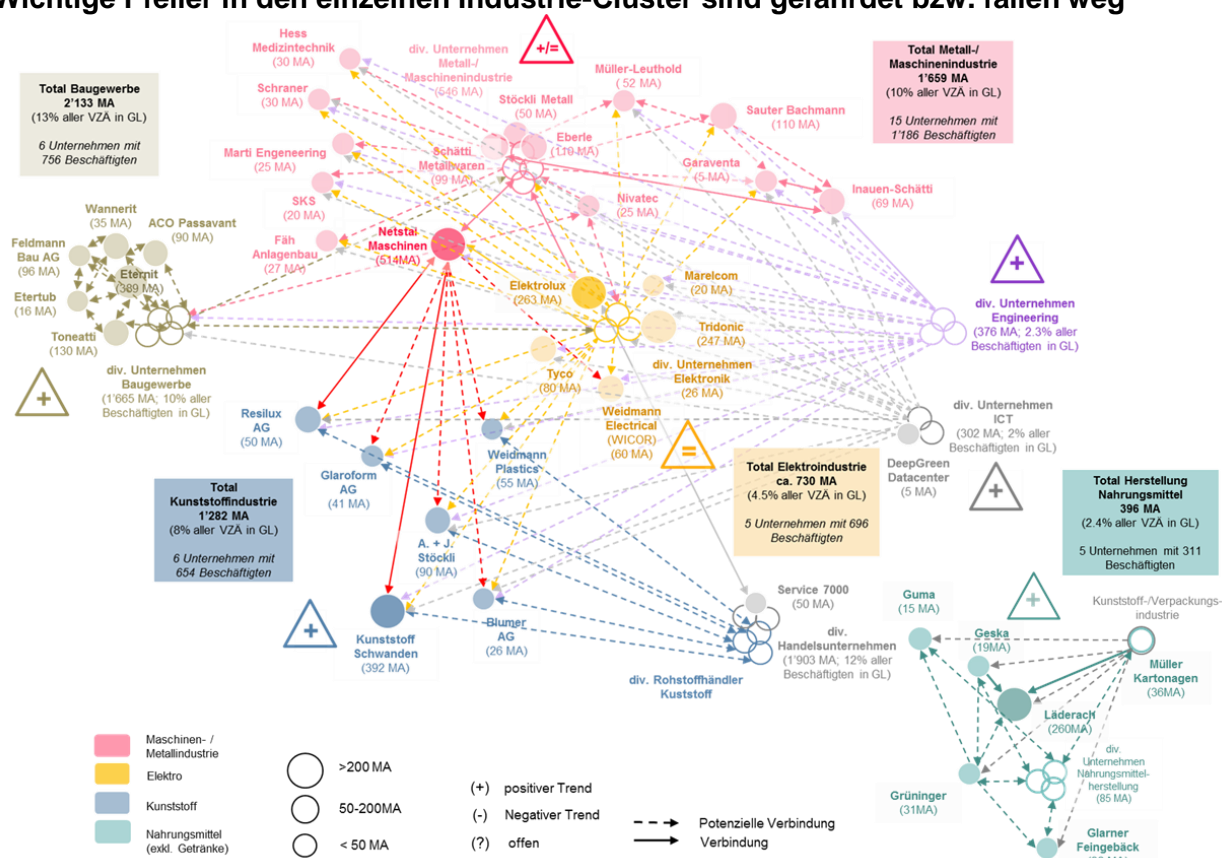 Wichtige Pfeiler in den einzelnen Industrie-Cluster sind gefährdet bzw. fallen weg
Hess
Medizintechnik
(30 MA)
div. Unternehmen
Metall-/
Maschinenindustrie
(546 MA)
+/=
Müller-Leuthold
( 52 MA)
Total Metall-/
Maschinenindustrie
1'659 MA
(10% aller VZÄ in GL)
15 Unternehmen mit
1'186 Beschäftigten
Total Baugewerbe
2'133 MA
(13% aller VZÄ in GL)
6 Unternehmen mit
756 Beschäftigten
Schraner
(30 MA)
Stöckli Metall
(50 MA)
Sauter Bachmann
(110 MA)
Marti Engeneering
(25 MA)
Schätti
Metallwaren
(99 MA)
Eberle
(110 MA)
Garaventa
(5 MA)
Inauen-Schätti
(69 MA)
SKS
(20 MA)
Nivatec
(25 MA)
Fäh
Anlagenbau
(27 MA)
Netstal
Maschinen
(514MA)
Wannerit
(35 MA)
ACO Passavant
(90 MA)
Feldmann
Bau AG
(96 MA)
Eternit
(389 MA)
Etertub
(16 MA)
Toneatti
(130 MA)
div. Unternehmen
Baugewerbe
(1'665 MA; 10% aller
Beschäftigten in GL)
+
Elektrolux
(263 MA)
Marelcom
(20 MA)
Tridonic
(247 MA)
div. Unternehmen
Elektronik
(26 MA)
Tyco
(80 MA)
Weidmann
Electrical
(WICOR)
(60 MA)
=
+
div. Unternehmen
Engineering
(376 MA; 2.3% aller
Beschäftigten in GL)
div. Unternehmen
ICT
(302 MA; 2% aller
Beschäftigten in GL)
DeepGreen
Datacenter
(5 MA)
+
Resilux
AG
(50 MA)
Glaroform
AG
(41 MA)
Weidmann
Plastics
(55 MA)
Total
Kunststoffindustrie
1'282 MA
(8% aller VZÄ in GL)
6 Unternehmen mit
654 Beschäftigten
Total Elektroindustrie
ca. 730 MA
(4.5% aller VZÄ in GL)
5 Unternehmen mit 696
Beschäftigten
Total Herstellung
Nahrungsmittel
396 MA
(2.4% aller VZÄ in GL)
5 Unternehmen mit 311
Beschäftigten
A. + J.
Stöckli
(90 MA)
+
Kunststoff
Schwanden
(392 MA)
Blumer
AG
(26 MA)
Service 7000
(50 MA)
div.
Handelsunternehmen
(1'903 MA; 12% aller
Beschäftigten in GL)
div. Rohstoffhändler
Kuststoff
+
Guma
(15 MA)
Kunststoff-/Verpackungs-
industrie
Geska
(19MA)
Müller
Kartonagen
(36MA)
Läderach
(260MA)
div.
Unternehmen
Nahrungsmittel-
herstellung
(85 MA)
Grüninger
(31MA)
Glarner
Feingebäck
Maschinen- /
Metallindustrie
Elektro
Kunststoff
Nahrungsmittel
(exkl. Getränke)
>200 MA
50-200MA
< 50 MA
(+) positiver Trend
(-) Negativer Trend
(?) offen
Potenzielle Verbindung
Verbindung